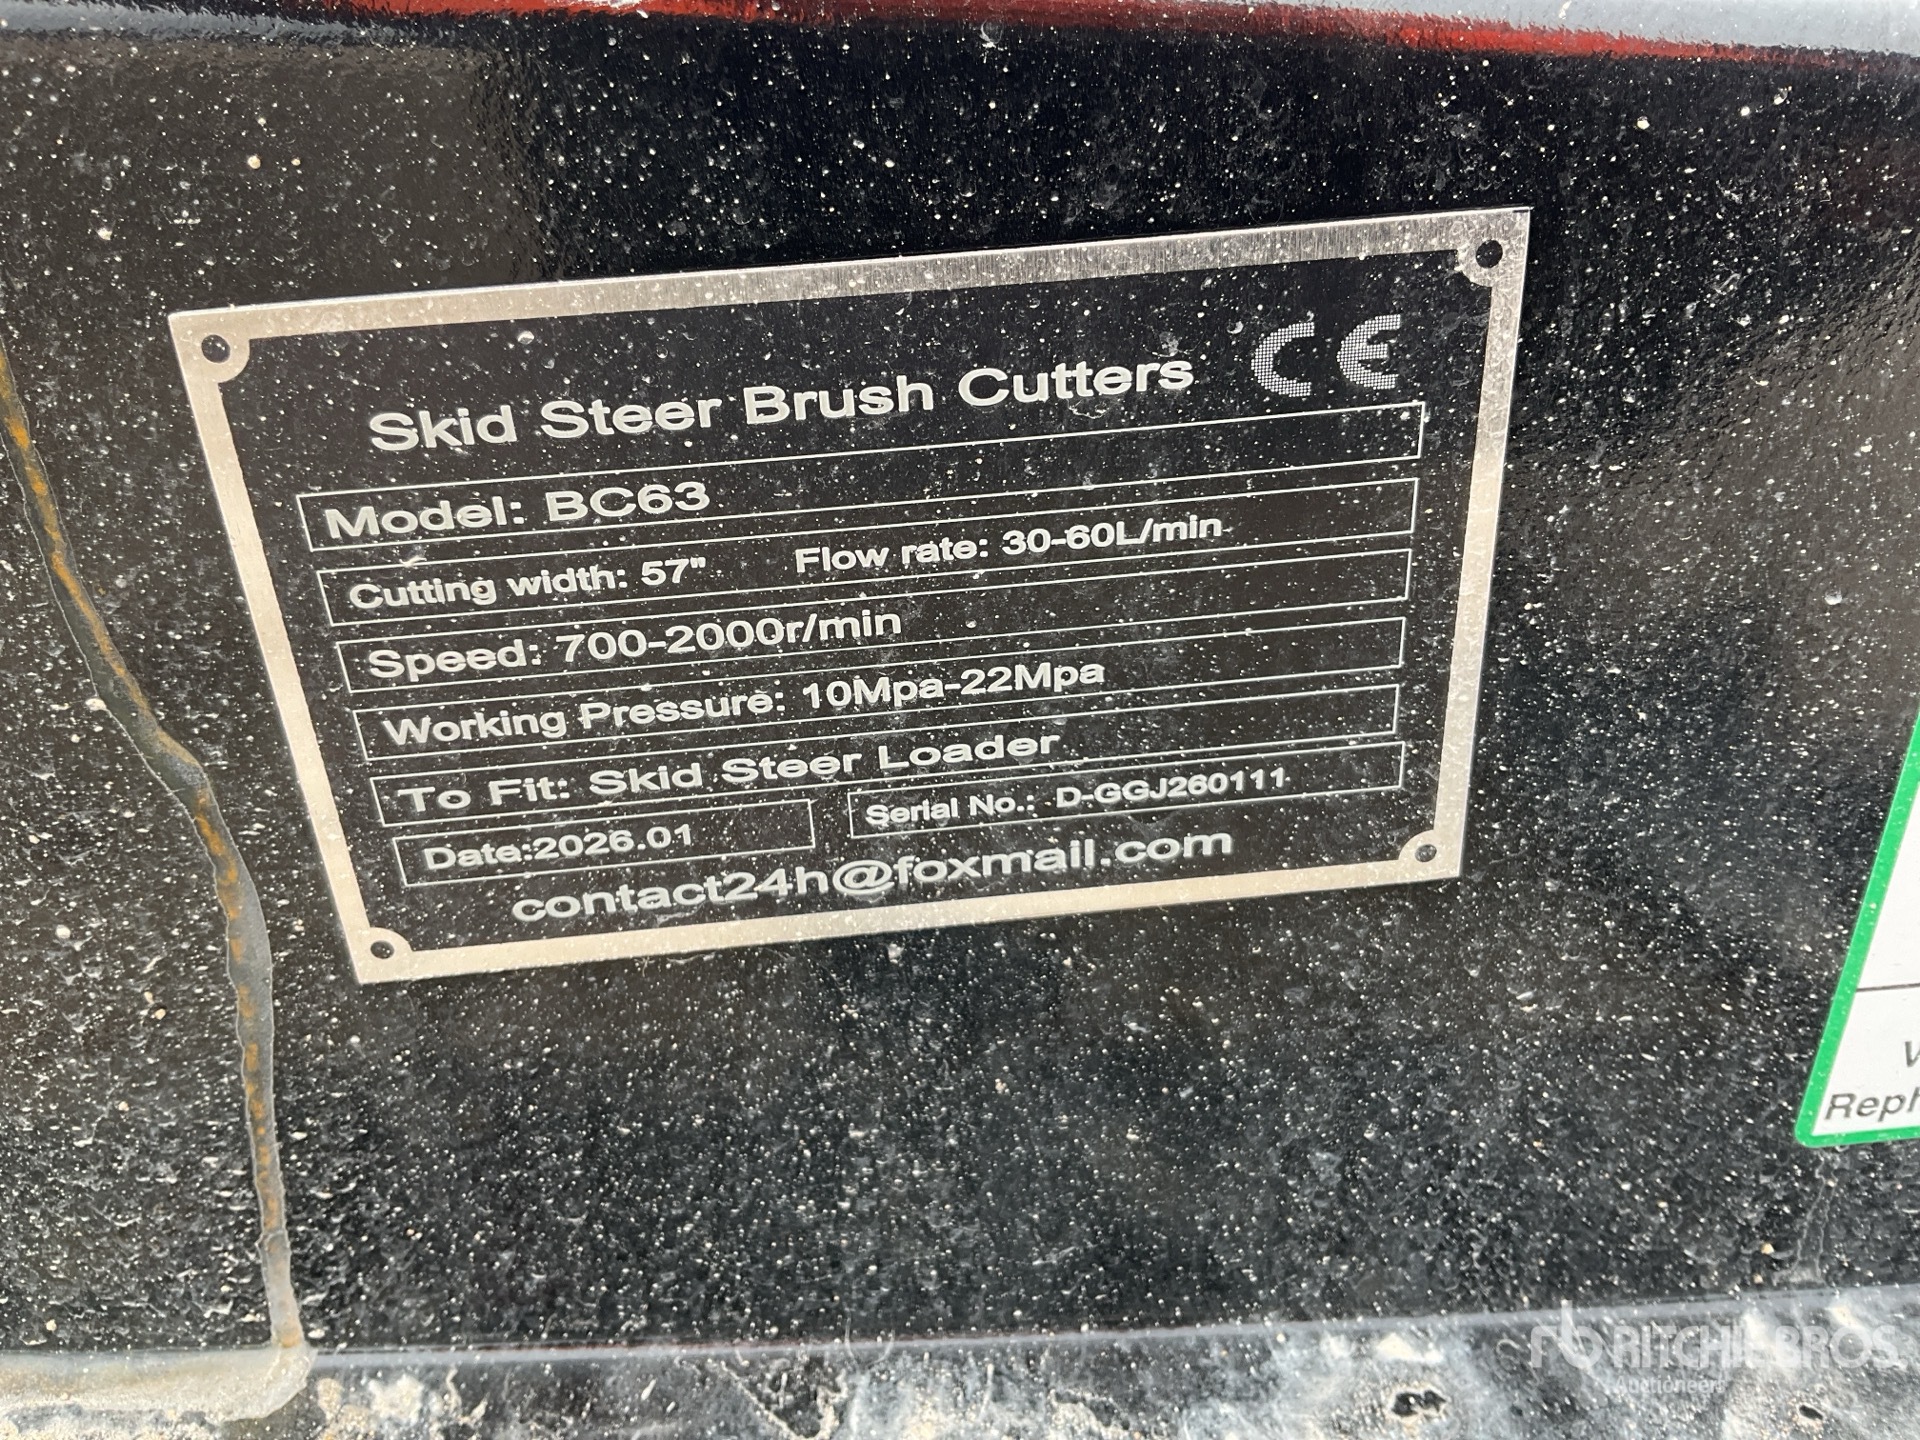 Skid Steer Brush Cutters CE
Model: BC63
Cutting width: 57" Flow rate: 30-60L/min
Speed: 700-2000r/min
Working Pressure: 10Mpa-22Mpa
To Fit: Skid Steer Loader
Date:2026.01 Serial No.: D-GGJ260111
contact24h@foxmail.com
rb RITCHIE BROS.
Auctioneers